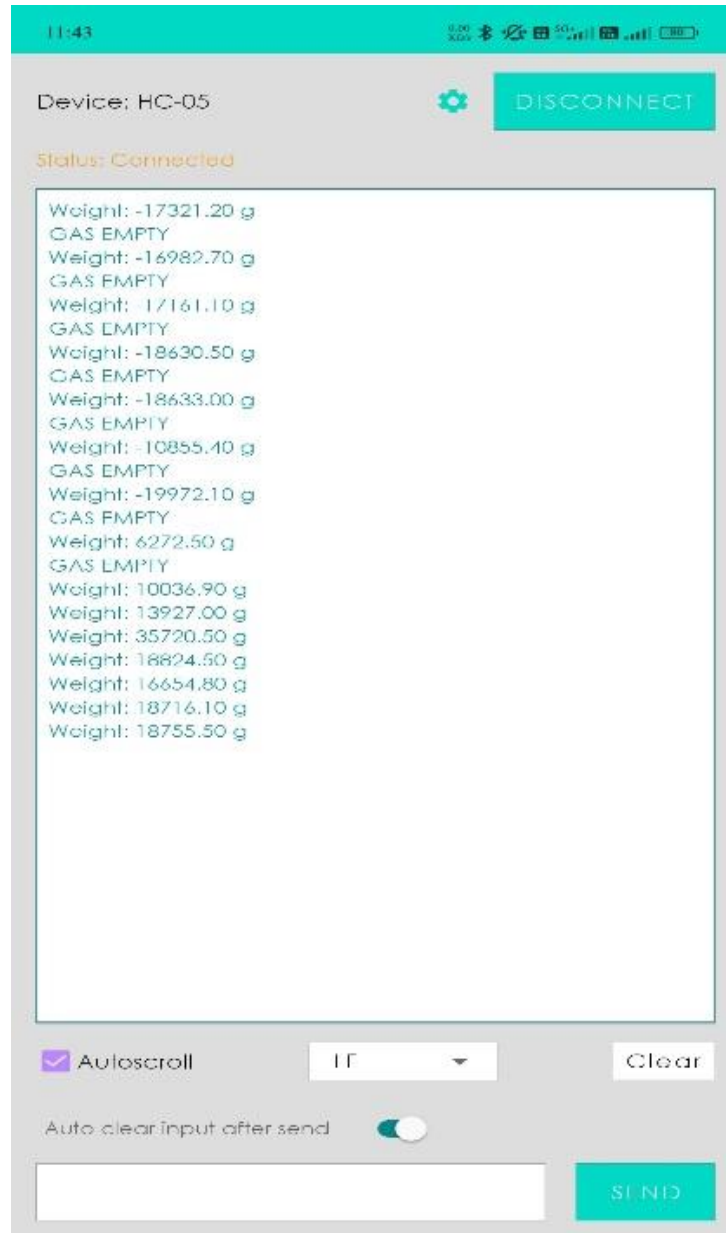 11:43
Device: HC-05
DISCONNECT
Status: Connected
Weight: -17321.20 g
GAS EMPTY
Weight: -16982.70 g
GAS EMPTY
Weight: -17161.10 g
GAS EMPTY
Weight: -18630.50 g
GAS EMPTY
Weight: -18633.00 g
GAS EMPTY
Weight: -10855.40 g
GAS EMPTY
Weight: -19972.10 g
GAS EMPTY
Weight: 6272.50 g
GAS EMPTY
Weight: 10036.90 g
Weight: 13927.00 g
Weight: 35720.50 g
Weight: 18824.50 g
Weight: 16654.80 g
Weight: 18716.10 g
Weight: 18755.50 g
Autoscroll
LF
Clear
Auto clear input after send
SEND